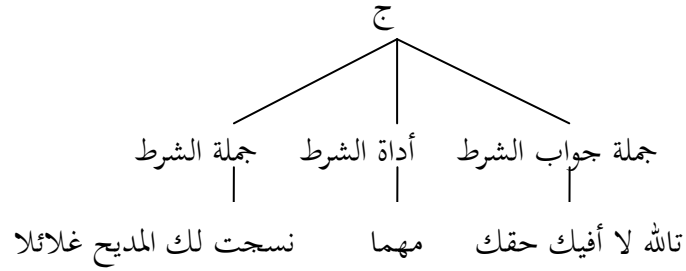 ج
جملة جواب الشرط أداة الشرط جملة الشرط
تالله لا أفيك حقك مهما نسجت لك المديح غلائلا